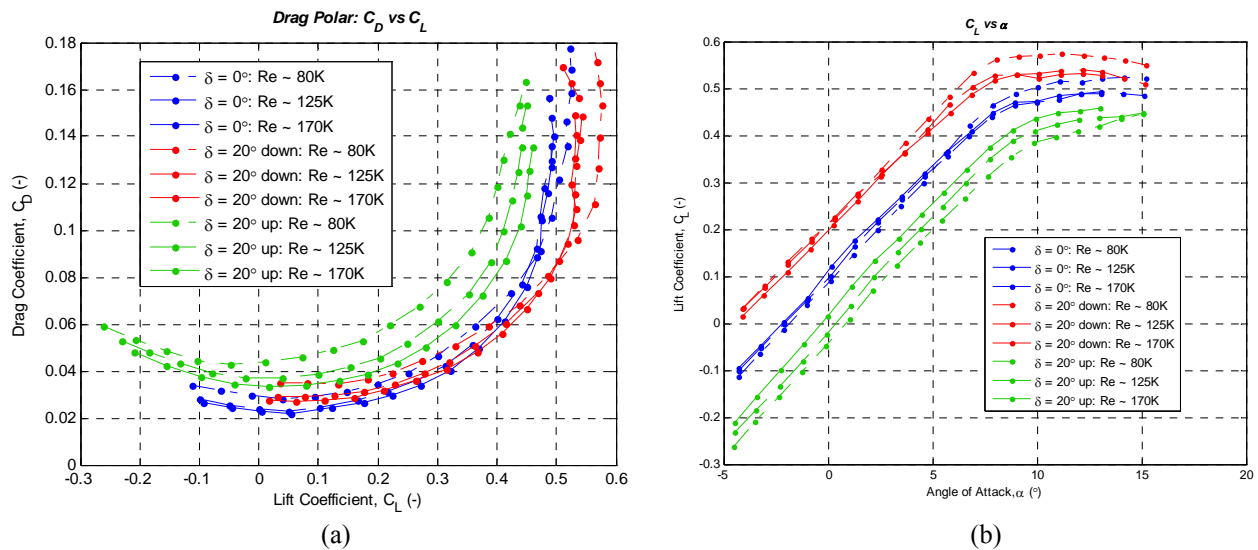 Drag Polar: C_D vs C_L
0.18
0.16
0.14
0.12
0.1
0.08
0.06
0.04
0.02
0
Drag Coefficient, C_D (-)
δ = 0°: Re ~ 80K
δ = 0°: Re ~ 125K
δ = 0°: Re ~ 170K
δ = 20° down: Re ~ 80K
δ = 20° down: Re ~ 125K
δ = 20° down: Re ~ 170K
δ = 20° up: Re ~ 80K
δ = 20° up: Re ~ 125K
δ = 20° up: Re ~ 170K
-0.3 -0.2 -0.1 0 0.1 0.2 0.3 0.4 0.5 0.6
Lift Coefficient, C_L (-)
(a)
C_L vs α
0.6
0.5
0.4
0.3
0.2
0.1
0
-0.1
-0.2
-0.3
Lift Coefficient, C_L (-)
δ = 0°: Re ~ 80K
δ = 0°: Re ~ 125K
δ = 0°: Re ~ 170K
δ = 20° down: Re ~ 80K
δ = 20° down: Re ~ 125K
δ = 20° down: Re ~ 170K
δ = 20° up: Re ~ 80K
δ = 20° up: Re ~ 125K
δ = 20° up: Re ~ 170K
-5 0 5 10 15 20
Angle of Attack, α (°)
(b)